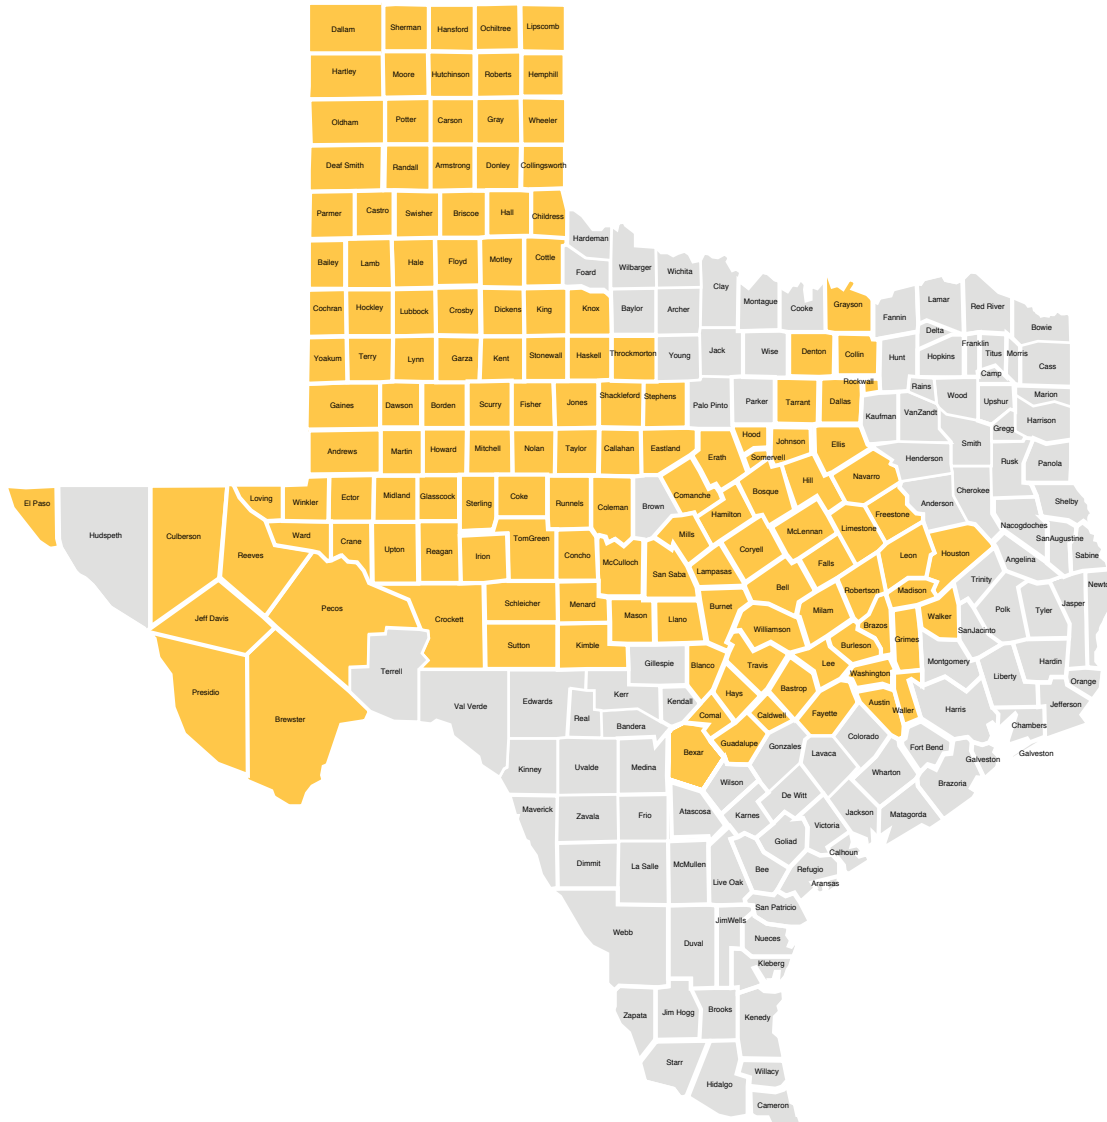 Dallam Sherman Hansford Ochiltree Lipscomb
Hartley Moore Hutchinson Roberts Hemphill
Oldham Potter Carson Gray Wheeler
Deaf Smith Randall Armstrong Donley Collingsworth
Parmer Castro Swisher Briscoe Hall Childress
Hardeman
Bailey Lamb Hale Floyd Motley Cottle Foard Wilbarger Wichita Clay
Cochran Hockley Lubbock Crosby Dickens King Knox Baylor Archer Montague Cooke Grayson Fannin Lamar Red River Bowie
Delta
Yoakum Terry Lynn Garza Kent Stonewall Haskell Throckmorton Young Jack Wise Denton Collin Hunt Hopkins Franklin Titus Morris Cass
Camp
Rockwall Rains
Gaines Dawson Borden Scurry Fisher Jones Shackleford Stephens Palo Pinto Parker Tarrant Dallas Kaufman VanZandt Wood Upshur Marion
Gregg Harrison
Andrews Martin Howard Mitchell Nolan Taylor Callahan Eastland Erath Hood Johnson Ellis Henderson Smith Rusk Panola
Somervell
El Paso Hudspeth Culberson Loving Winkler Ector Midland Glasscock Sterling Coke Runnels Coleman Brown Comanche Bosque Hill Navarro Anderson Cherokee Shelby
Hamilton Freestone Nacogdoches
Reeves Ward Crane Upton Reagan Irion TomGreen Concho McCulloch San Saba Mills Coryell McLennan Limestone Leon Houston Angelina SanAugustine Sabine
Lampasas Bell Falls Robertson Madison Trinity Newto
Jeff Davis Pecos Crockett Schleicher Menard Mason Llano Burnet Williamson Milam Brazos Grimes Walker Polk Tyler Jasper
Sutton Kimble Burleson SanJacinto
Presidio Brewster Terrell Gillespie Blanco Travis Lee Washington Montgomery Liberty Hardin Orange
Val Verde Edwards Kerr Kendall Hays Bastrop Fayette Austin Waller Harris Jefferson
Real Bandera Comal Caldwell Chambers
Kinney Uvalde Medina Bexar Guadalupe Gonzales Lavaca Colorado Fort Bend Galveston Galveston
Wilson Wharton Brazoria
Maverick Zavala Frio Atascosa Karnes De Witt Jackson Matagorda
Victoria
Dimmit La Salle McMullen Live Oak Bee Goliad Refugio Calhoun
Aransas
San Patricio
Webb Duval JimWells Nueces
Kleberg
Zapata Jim Hogg Brooks Kenedy
Starr Hidalgo Willacy
Cameron